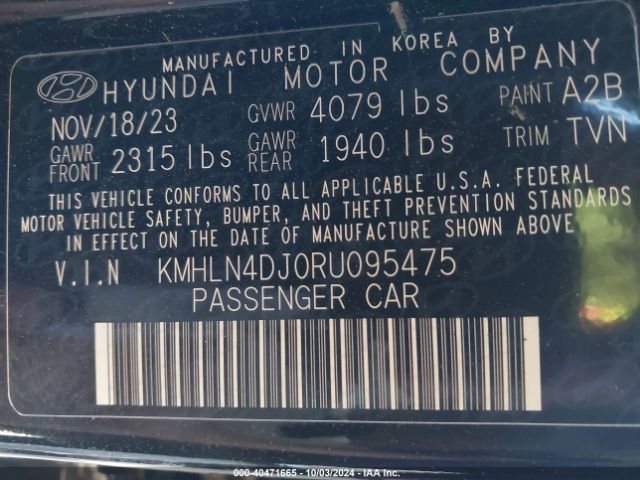 MANUFACTURED IN KOREA BY
HYUNDAI MOTOR COMPANY
NOV/18/23 GVWR 4079 lbs PAINT A2B
GAWR FRONT 2315 lbs GAWR REAR 1940 lbs TRIM TVN
THIS VEHICLE CONFORMS TO ALL APPLICABLE U.S.A. FEDERAL
MOTOR VEHICLE SAFETY, BUMPER, AND THEFT PREVENTION STANDARDS
IN EFFECT ON THE DATE OF MANUFACTURE SHOWN ABOVE
V.I.N KMHLN4DJ0RU095475
PASSENGER CAR
000-40471665 - 10/03/2024 - IAA Inc.